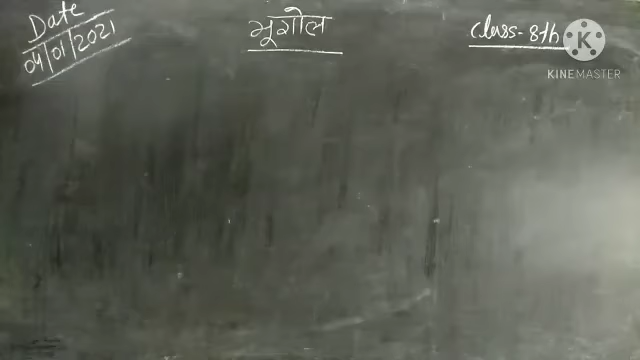 Date
04/01/2021
भूगोल
Class-8th
K
KINEMASTER